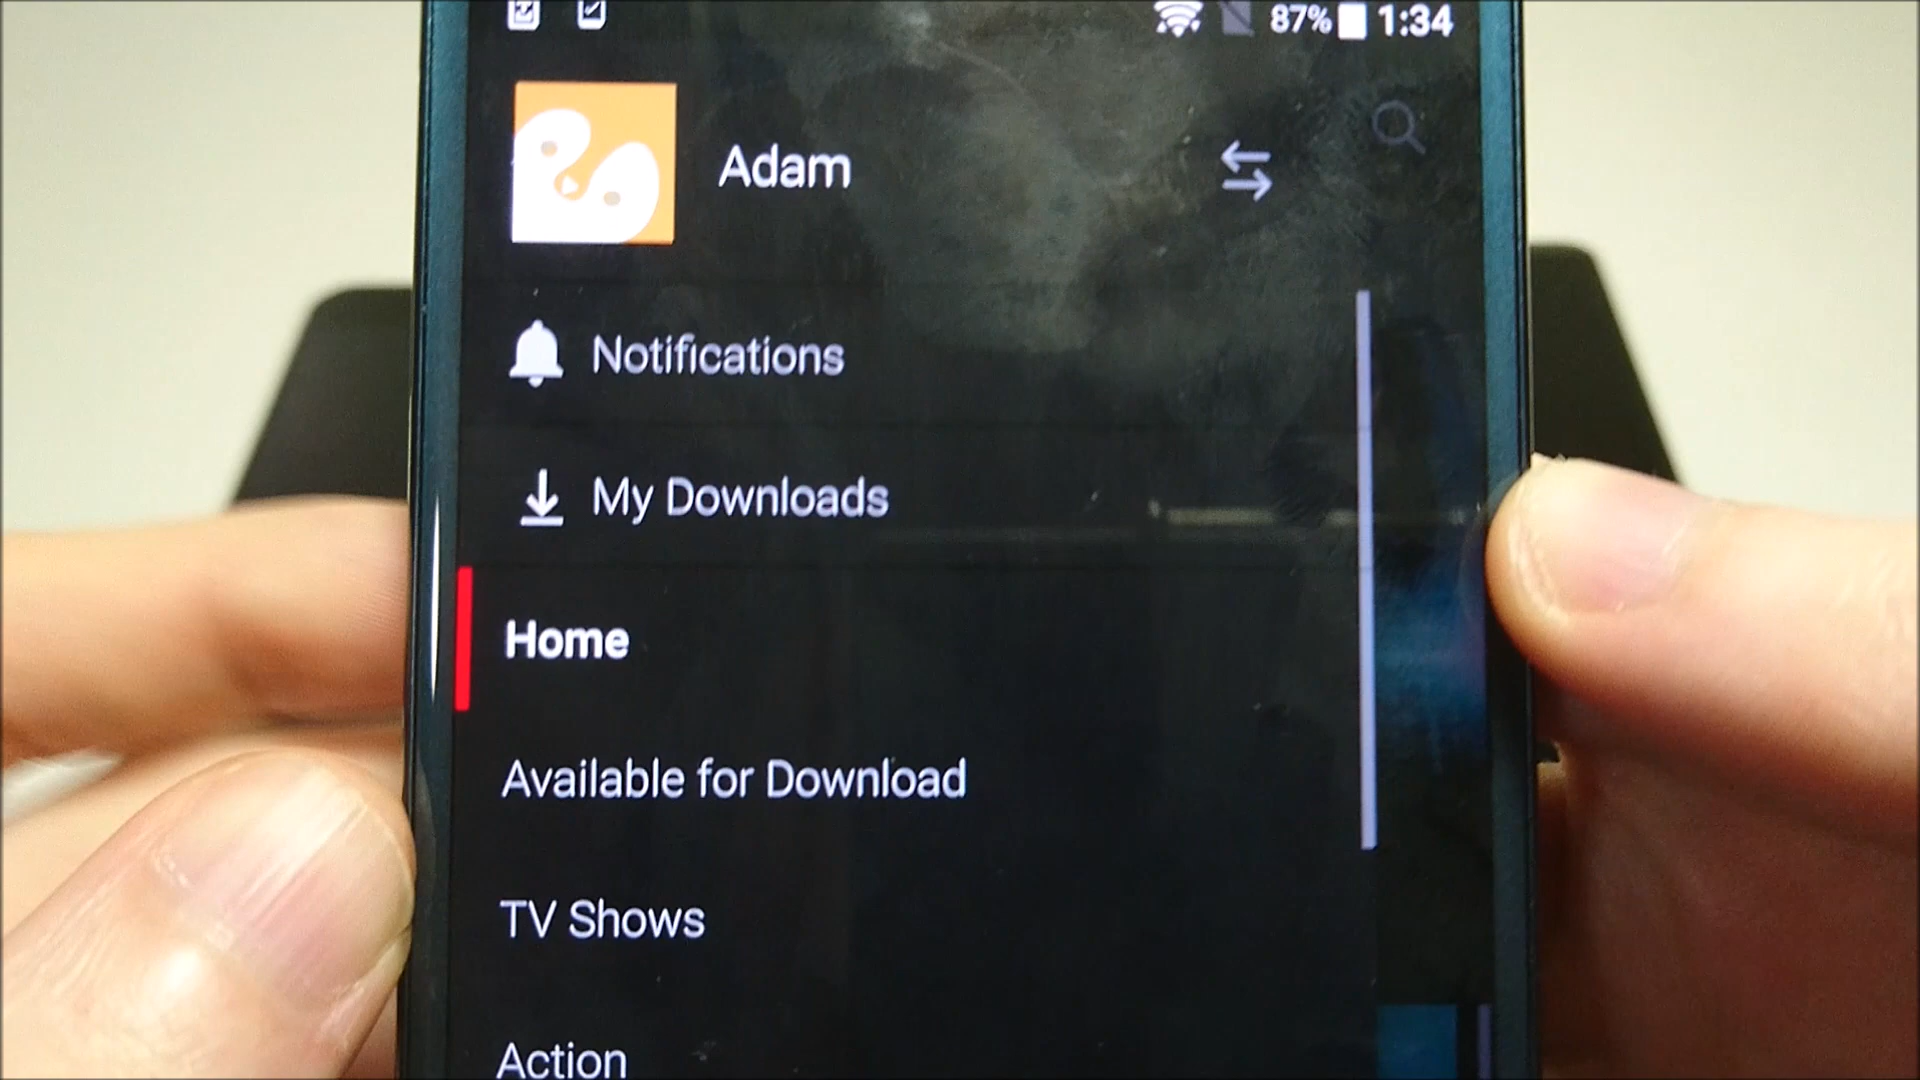 87% 1:34
Adam
Notifications
My Downloads
Home
Available for Download
TV Shows
Action